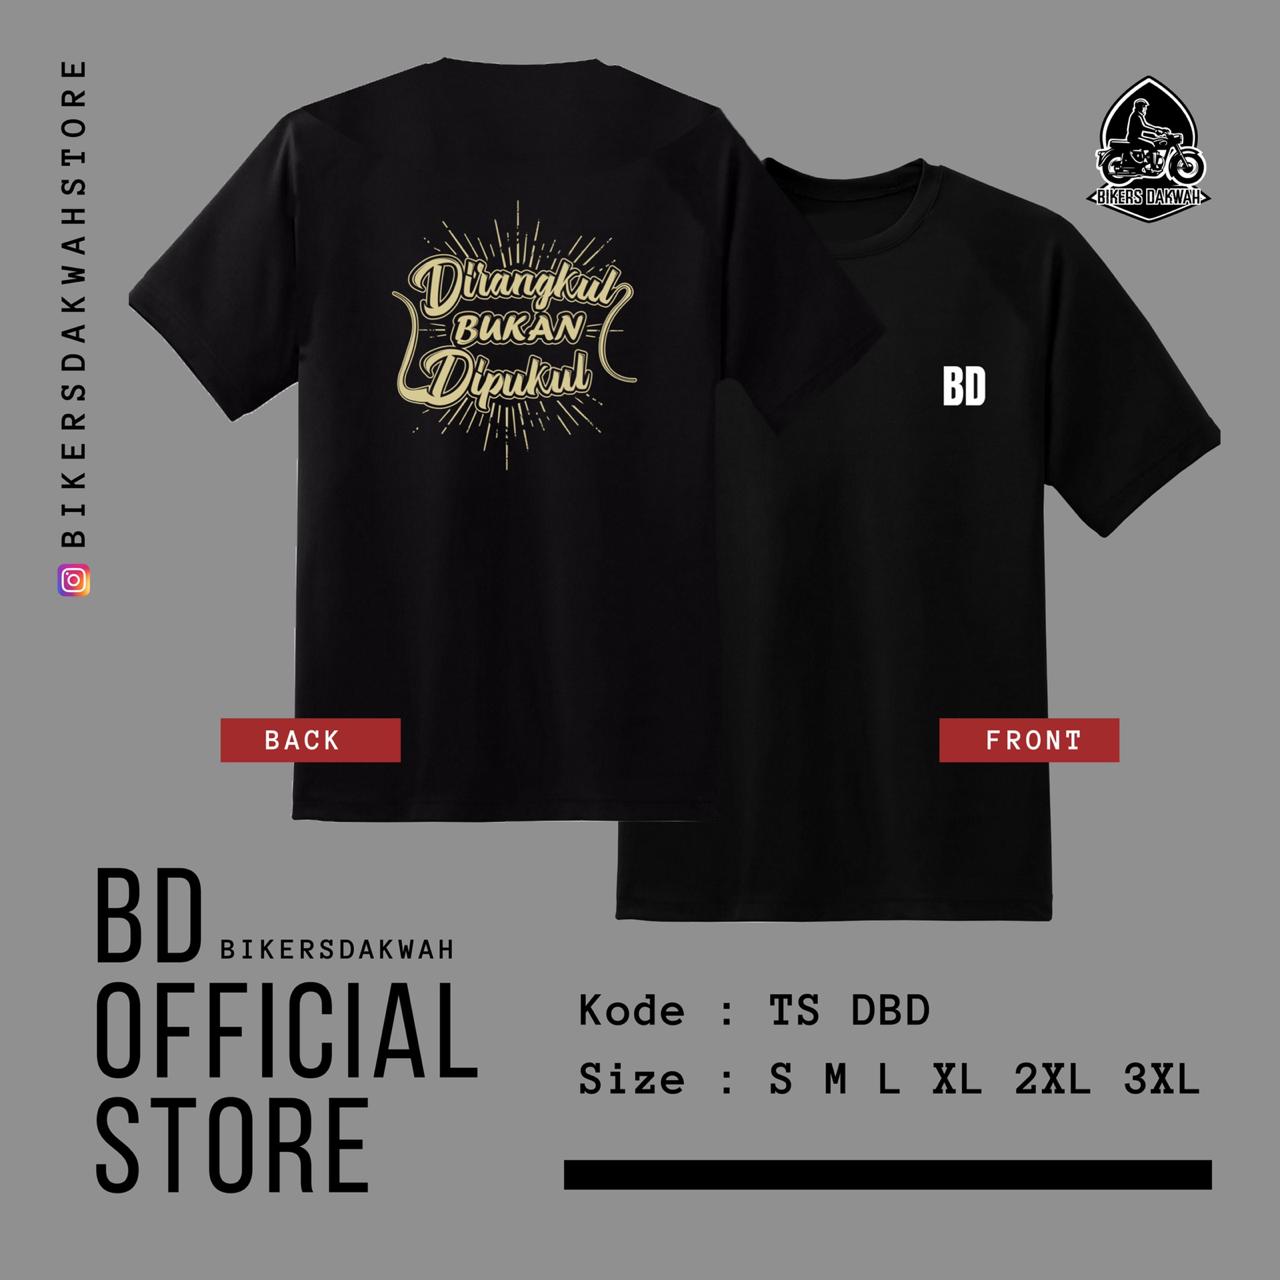 BIKERSDAKWAHSTORE
BIKERS DAKWAH
Dirangkul
BUKAN
Dipukul
BD
BACK
FRONT
BD BIKERSDAKWAH
OFFICIAL
STORE
Kode : TS DBD
Size : S M L XL 2XL 3XL